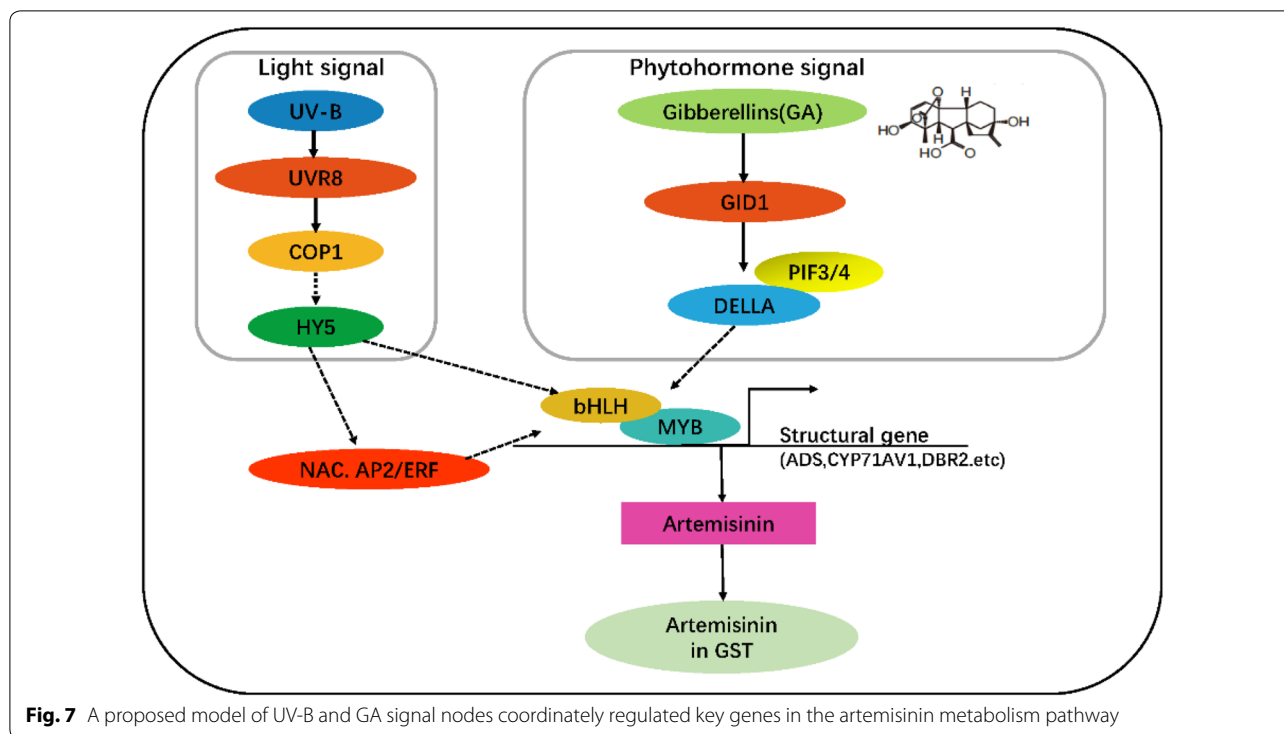 Light signal
UV-B
UVR8
COP1
HY5
NAC. AP2/ERF
Phytohormone signal
Gibberellins(GA)
O
H
O
HO
H
OH
HO
O
GID1
PIF3/4
DELLA
bHLH
MYB
Structural gene
(ADS,CYP71AV1,DBR2.etc)
Artemisinin
Artemisinin
in GST
Fig. 7 A proposed model of UV-B and GA signal nodes coordinately regulated key genes in the artemisinin metabolism pathway